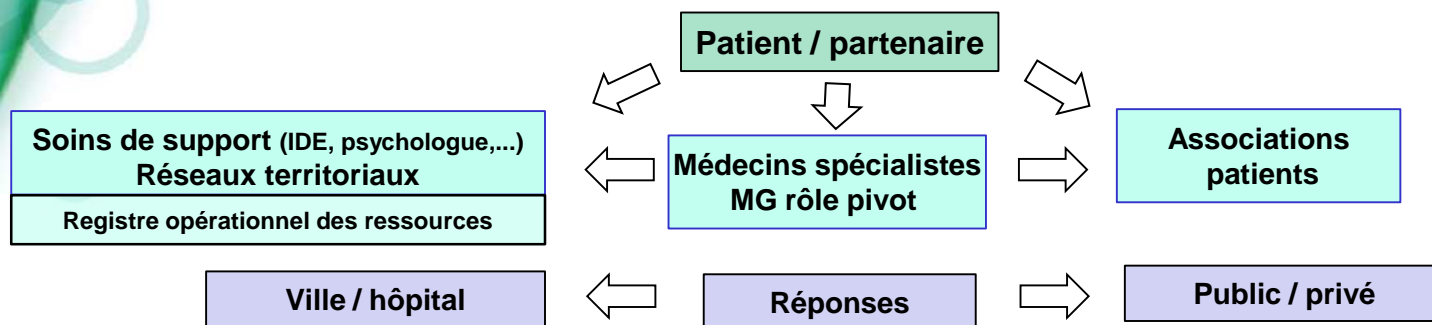 Patient / partenaire
Soins de support (IDE, psychologue,...)
Réseaux territoriaux
Registre opérationnel des ressources
Médecins spécialistes
MG rôle pivot
Associations
patients
Ville / hôpital
Réponses
Public / privé